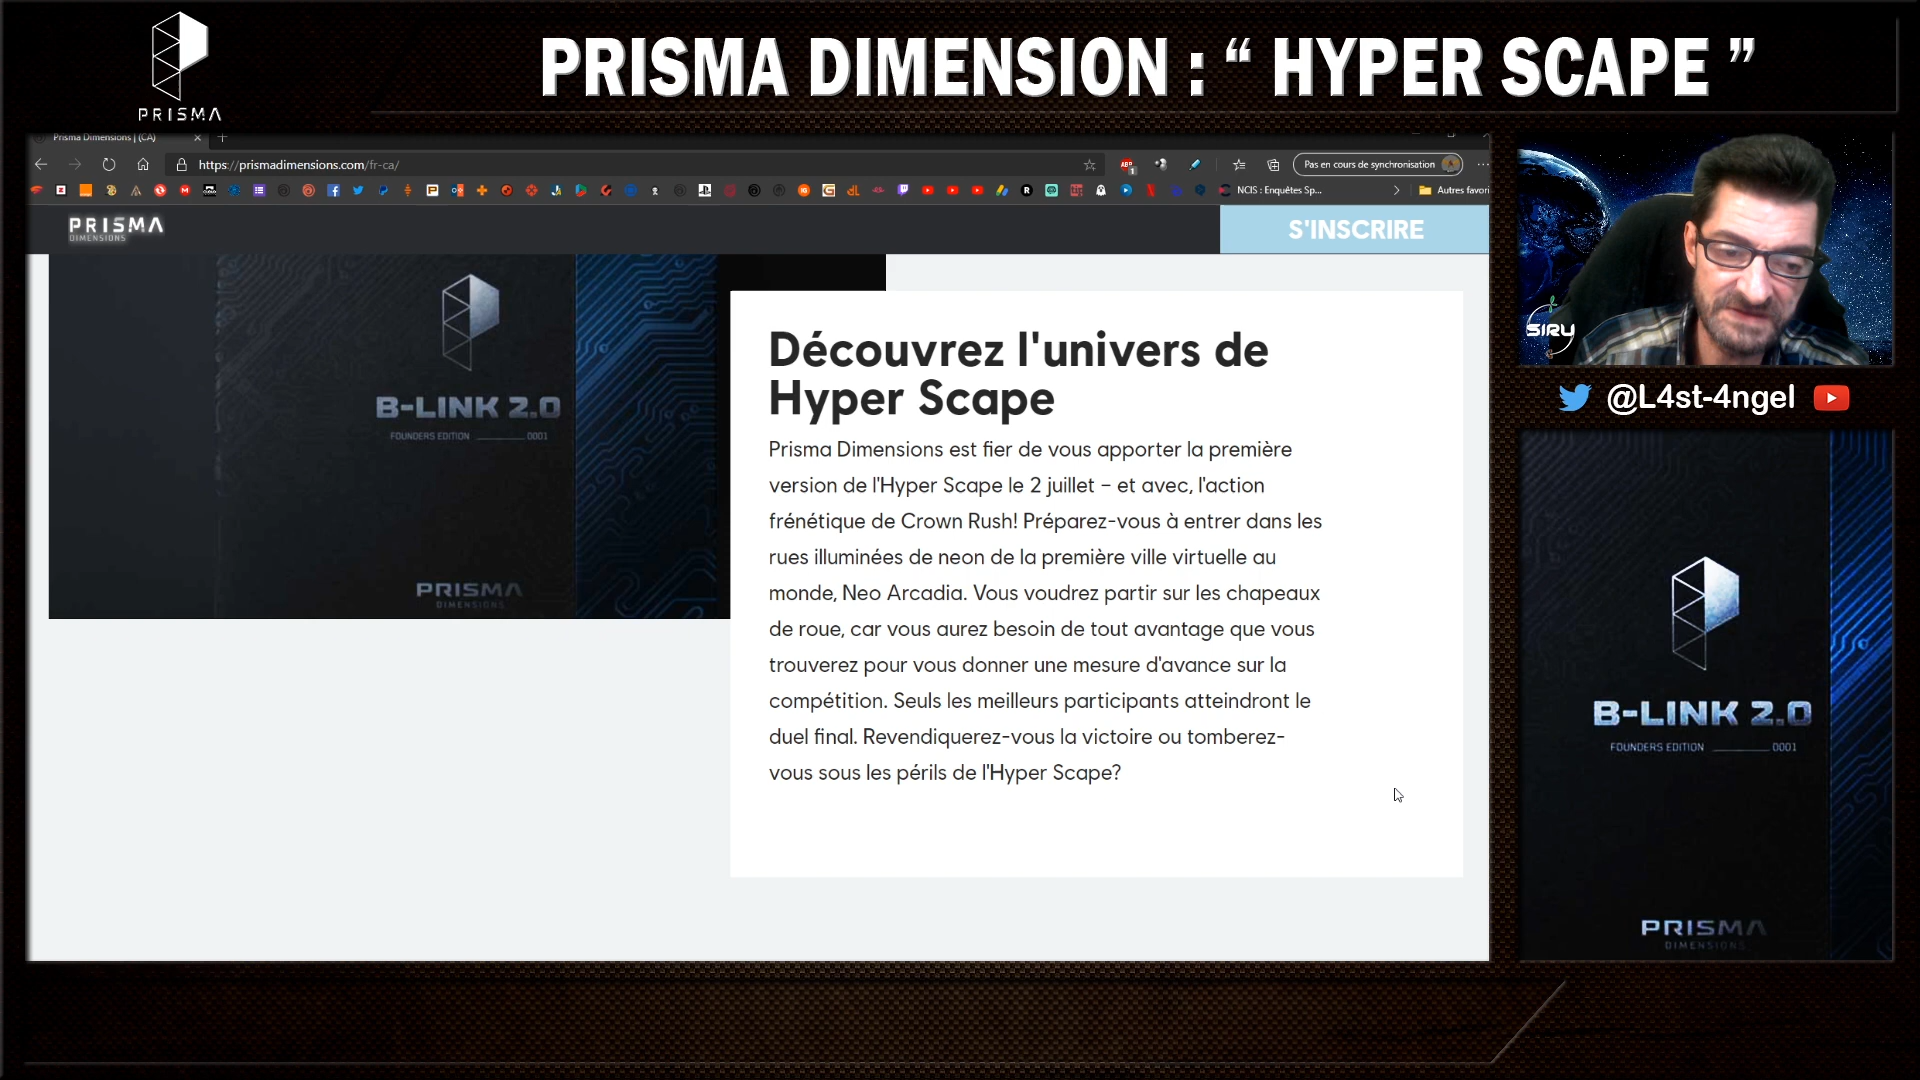 PRISMA
PRISMA DIMENSION : “ HYPER SCAPE ”
Prisma Dimensions | (CA)
https://prismadimensions.com/fr-ca/
Pas en cours de synchronisation
NCIS : Enquêtes Sp...
Autres favori
PRISMA
DIMENSIONS
S'INSCRIRE
B-LINK 2.0
FOUNDERS EDITION 0001
PRISMA
DIMENSIONS
Découvrez l'univers de
Hyper Scape
Prisma Dimensions est fier de vous apporter la première
version de l'Hyper Scape le 2 juillet – et avec, l'action
frénétique de Crown Rush! Préparez-vous à entrer dans les
rues illuminées de neon de la première ville virtuelle au
monde, Neo Arcadia. Vous voudrez partir sur les chapeaux
de roue, car vous aurez besoin de tout avantage que vous
trouverez pour vous donner une mesure d'avance sur la
compétition. Seuls les meilleurs participants atteindront le
duel final. Revendiquerez-vous la victoire ou tomberez-
vous sous les périls de l'Hyper Scape?
SIRU
@L4st-4ngel
B-LINK 2.0
FOUNDERS EDITION 0001
PRISMA
DIMENSIONS